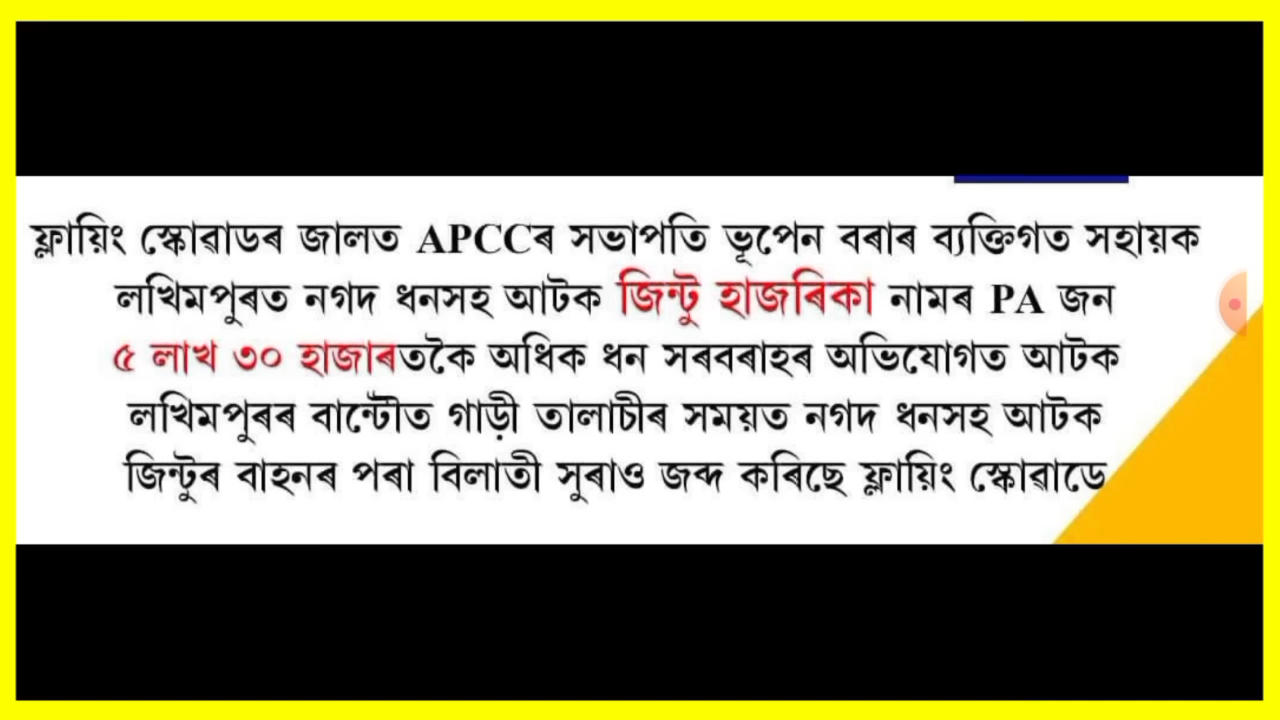 ফ্লায়িং স্কোৱাডৰ জালত APCCৰ সভাপতি ভূপেন বৰাৰ ব্যক্তিগত সহায়ক
লখিমপুৰত নগদ ধনসহ আটক জিন্টু হাজৰিকা নামৰ PA জন
৫ লাখ ৩০ হাজাৰতকৈ অধিক ধন সৰবৰাহৰ অভিযোগত আটক
লখিমপুৰৰ বান্টৌত গাড়ী তালাচীৰ সময়ত নগদ ধনসহ আটক
জিন্টুৰ বাহনৰ পৰা বিলাতী সুৰাও জব্দ কৰিছে ফ্লায়িং স্কোৱাডে